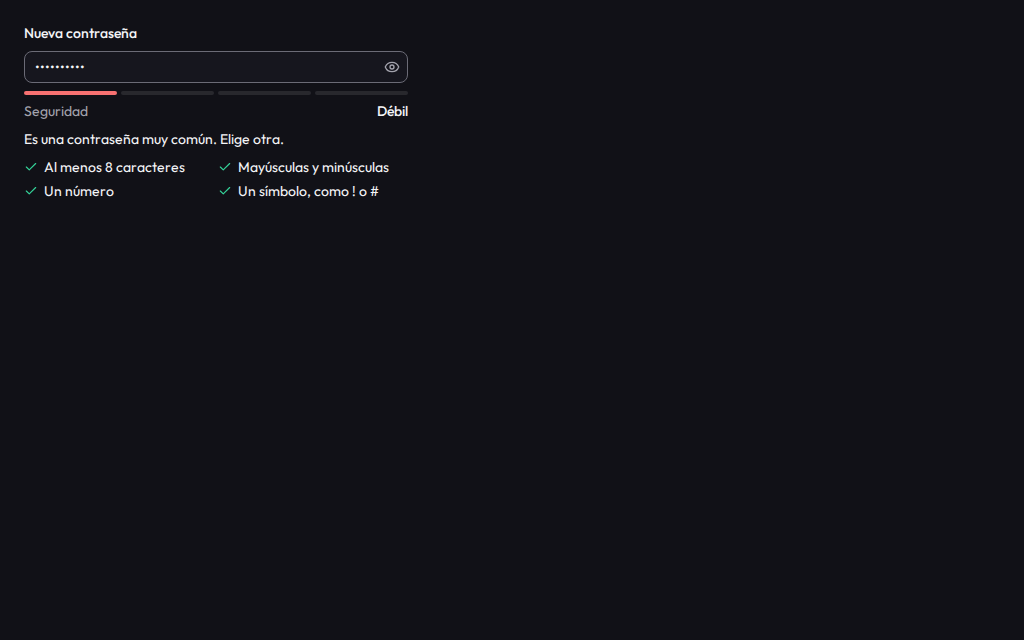 Nueva contraseña
••••••••••
Seguridad Débil
Es una contraseña muy común. Elige otra.
Al menos 8 caracteres Mayúsculas y minúsculas
Un número Un símbolo, como ! o #